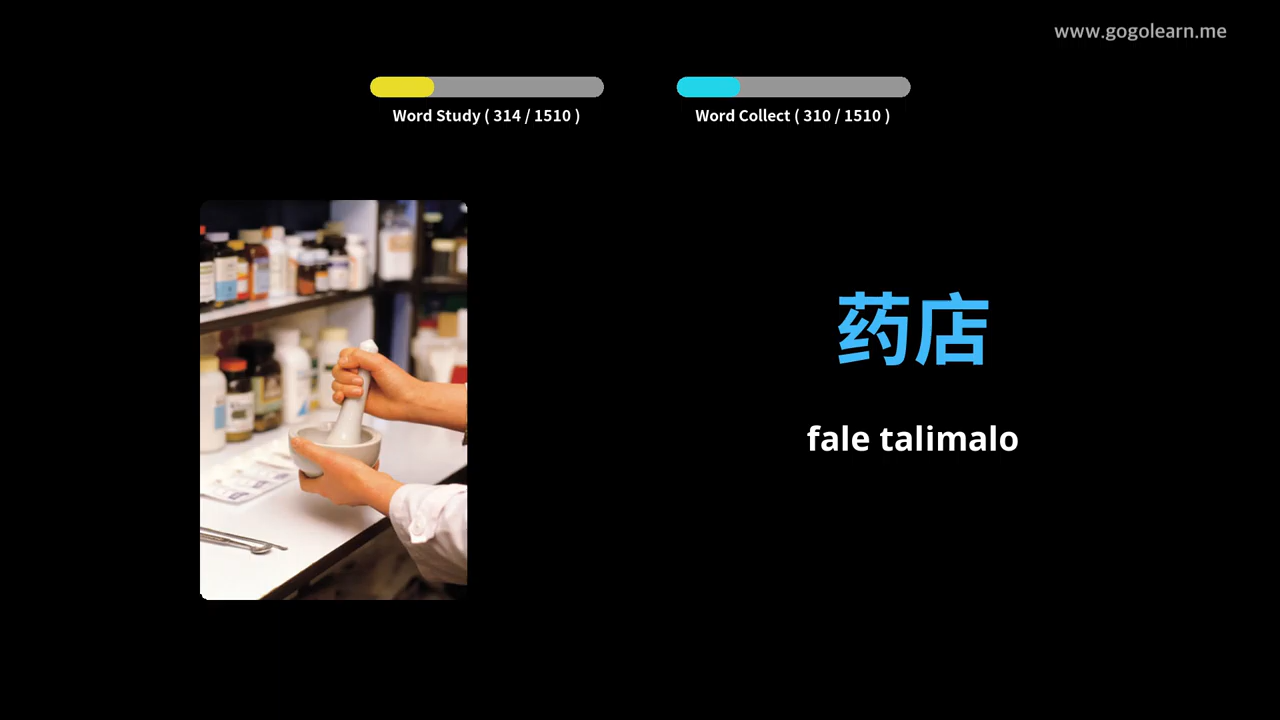 www.gogolearn.me
Word Study ( 314 / 1510 )
Word Collect ( 310 / 1510 )
药店
fale talimalo